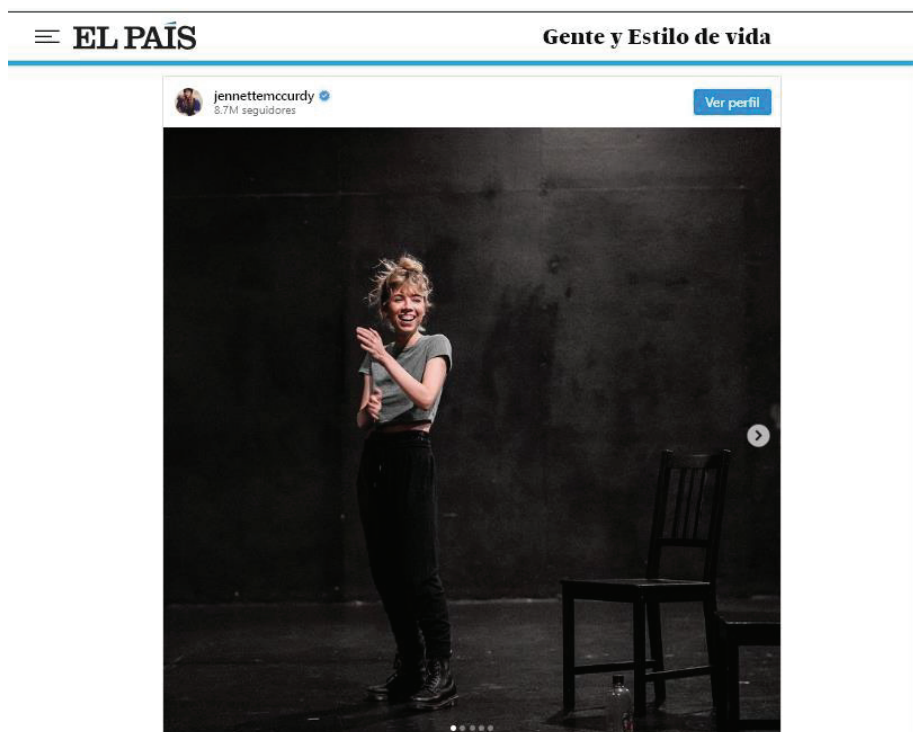 EL PAÍS
Gente y Estilo de vida
jennettemccurdy
8.7M seguidores
Ver perfil